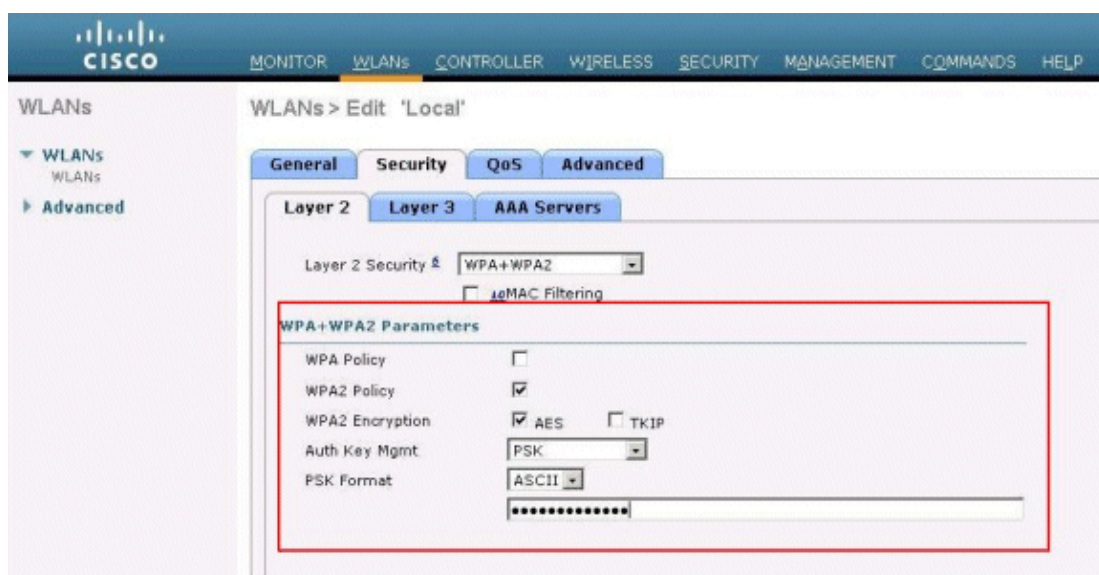 CISCO
MONITOR WLANs CONTROLLER WIRELESS SECURITY MANAGEMENT COMMANDS HELP
WLANs
WLANs > Edit 'Local'
WLANs
WLANs
Advanced
General Security QoS Advanced
Layer 2 Layer 3 AAA Servers
Layer 2 Security 6 WPA+WPA2
10MAC Filtering
WPA+WPA2 Parameters
WPA Policy
WPA2 Policy
WPA2 Encryption AES TKIP
Auth Key Mgmt PSK
PSK Format ASCII
•••••••••••••